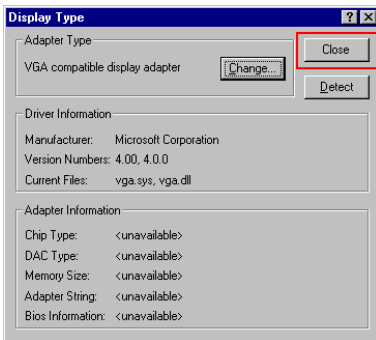 Display Type
Adapter Type
VGA compatible display adapter
Change...
Close
Detect
Driver Information
Manufacturer: Microsoft Corporation
Version Numbers: 4.00, 4.0.0
Current Files: vga.sys, vga.dll
Adapter Information
Chip Type: <unavailable>
DAC Type: <unavailable>
Memory Size: <unavailable>
Adapter String: <unavailable>
Bios Information: <unavailable>